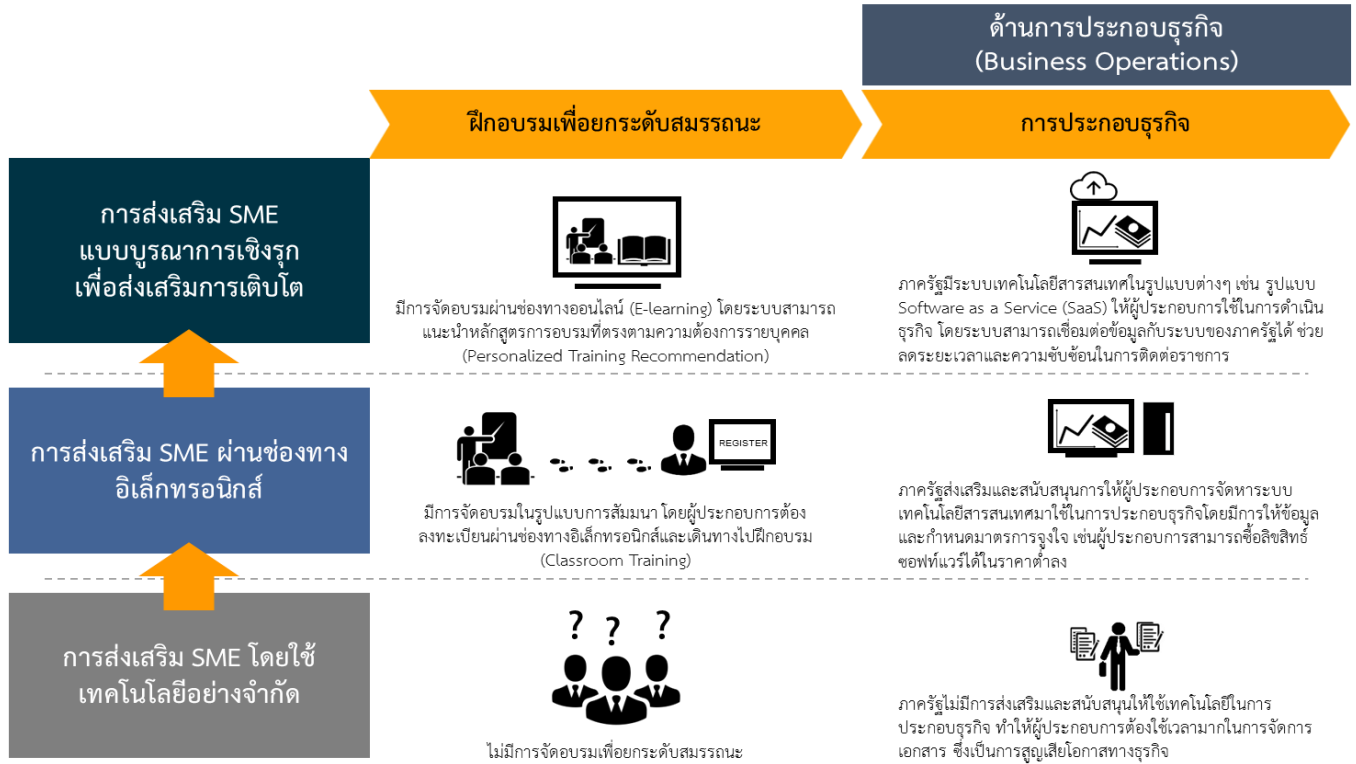 ด้านการประกอบธุรกิจ
(Business Operations)
ฝึกอบรมเพื่อยกระดับสมรรถนะ
การประกอบธุรกิจ
การส่งเสริม SME
แบบบูรณาการเชิงรุก
เพื่อส่งเสริมการเติบโต
มีการจัดอบรมผ่านช่องทางออนไลน์ (E-learning) โดยระบบสามารถ
แนะนำหลักสูตรการอบรมที่ตรงตามความต้องการรายบุคคล
(Personalized Training Recommendation)
ภาครัฐมีระบบเทคโนโลยีสารสนเทศในรูปแบบต่างๆ เช่น รูปแบบ
Software as a Service (SaaS) ให้ผู้ประกอบการใช้ในการดำเนิน
ธุรกิจ โดยระบบสามารถเชื่อมต่อข้อมูลกับระบบของภาครัฐได้ ช่วย
ลดระยะเวลาและความซับซ้อนในการติดต่อราชการ
การส่งเสริม SME ผ่านช่องทาง
อิเล็กทรอนิกส์
REGISTER
มีการจัดอบรมในรูปแบบการสัมมนา โดยผู้ประกอบการต้อง
ลงทะเบียนผ่านช่องทางอิเล็กทรอนิกส์และเดินทางไปฝึกอบรม
(Classroom Training)
ภาครัฐส่งเสริมและสนับสนุนการให้ผู้ประกอบการจัดหาระบบ
เทคโนโลยีสารสนเทศมาใช้ในการประกอบธุรกิจโดยมีการให้ข้อมูล
และกำหนดมาตรการจูงใจ เช่นผู้ประกอบการสามารถซื้อลิขสิทธ์
ซอฟท์แวร์ได้ในราคาต่ำลง
การส่งเสริม SME โดยใช้
เทคโนโลยีอย่างจำกัด
? ? ?
ไม่มีการจัดอบรมเพื่อยกระดับสมรรถนะ
ภาครัฐไม่มีการส่งเสริมและสนับสนุนให้ใช้เทคโนโลยีในการ
ประกอบธุรกิจ ทำให้ผู้ประกอบการต้องใช้เวลามากในการจัดการ
เอกสาร ซึ่งเป็นการสูญเสียโอกาสทางธุรกิจ